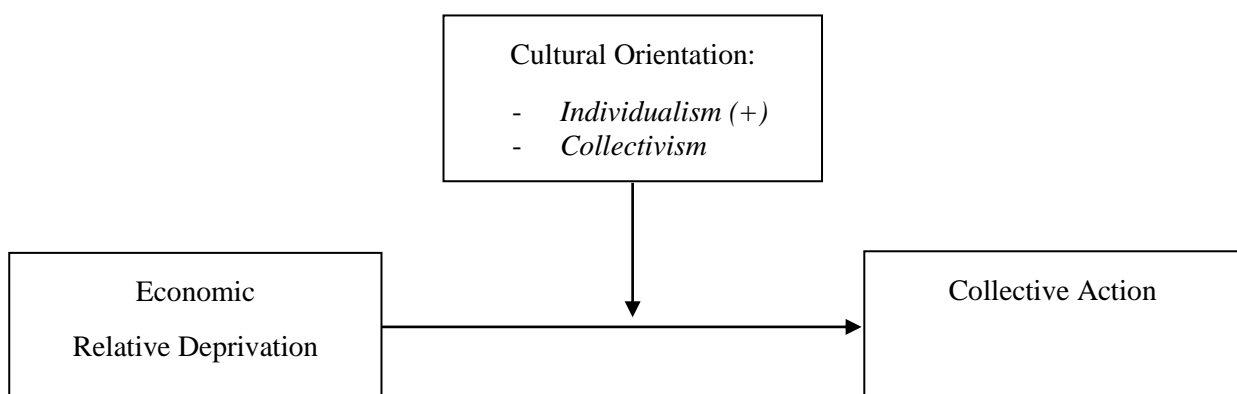 Cultural Orientation:
- Individualism (+)
- Collectivism
Economic
Relative Deprivation
Collective Action